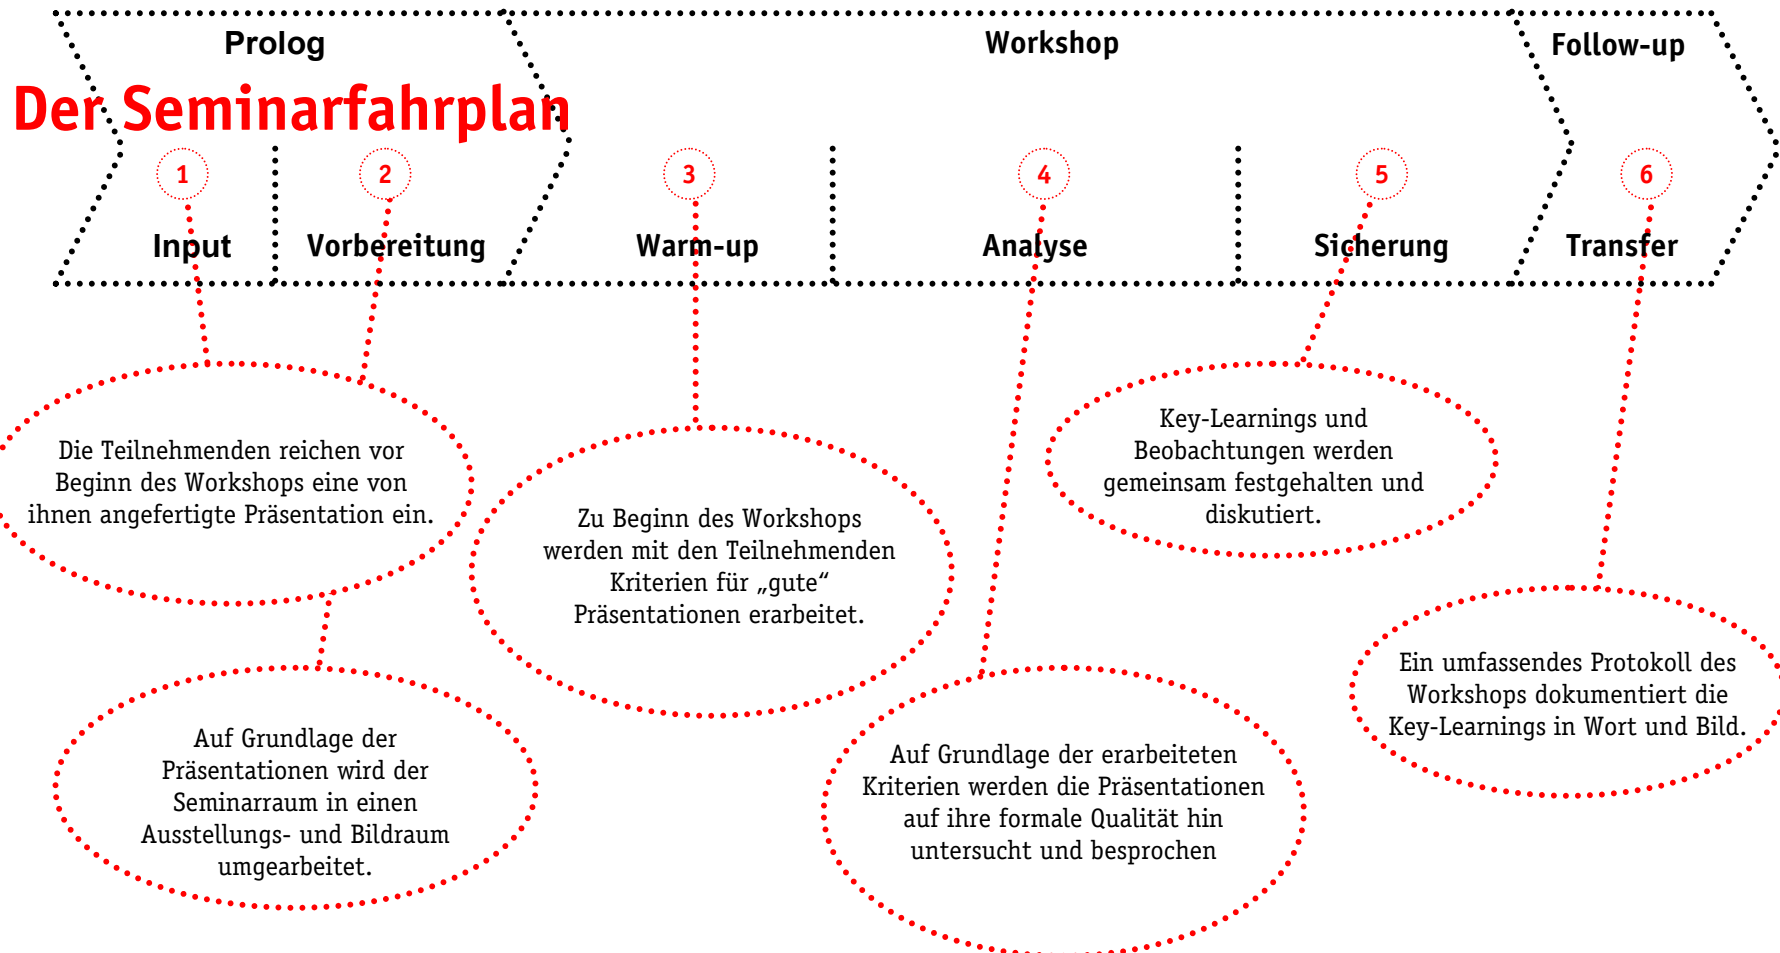 Prolog
Workshop
Follow-up
Der Seminarfahrplan
1
2
3
4
5
6
Input
Vorbereitung
Warm-up
Analyse
Sicherung
Transfer
Die Teilnehmenden reichen vor
Beginn des Workshops eine von
ihnen angefertigte Präsentation ein.
Auf Grundlage der
Präsentationen wird der
Seminarraum in einen
Ausstellungs- und Bildraum
umgearbeitet.
Zu Beginn des Workshops
werden mit den Teilnehmenden
Kriterien für „gute“
Präsentationen erarbeitet.
Auf Grundlage der erarbeiteten
Kriterien werden die Präsentationen
auf ihre formale Qualität hin
untersucht und besprochen
Key-Learnings und
Beobachtungen werden
gemeinsam festgehalten und
diskutiert.
Ein umfassendes Protokoll des
Workshops dokumentiert die
Key-Learnings in Wort und Bild.